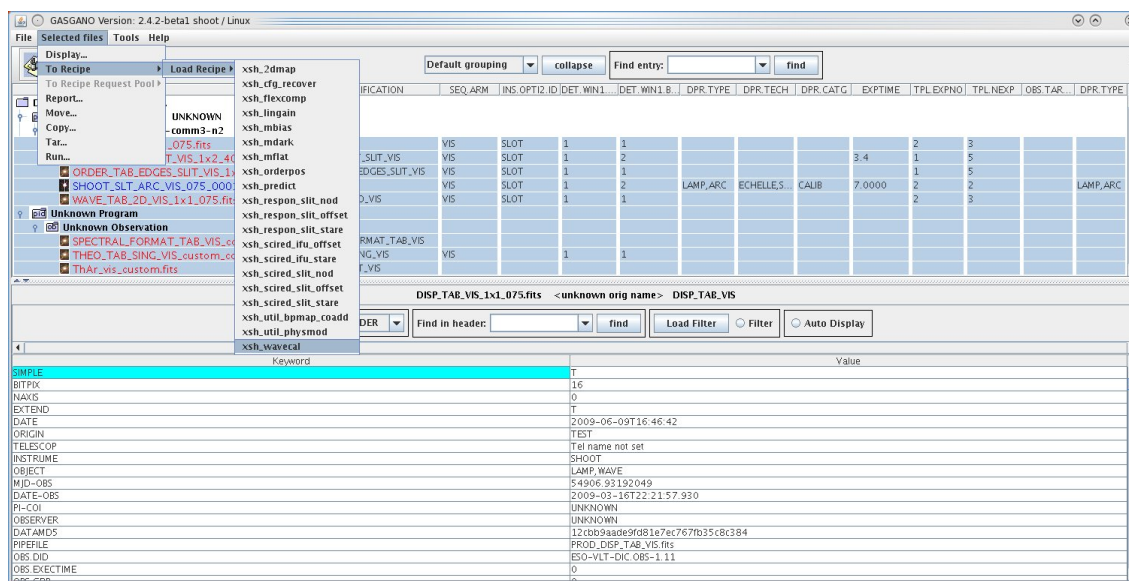 GASGANO Version: 2.4.2-beta1 shoot / Linux
File Selected files Tools Help
Display...
To Recipe
Load Recipe
To Recipe Request Pool
Report...
Move...
Copy...
Tar...
Run...
xsh_2dmap
xsh_cfg_recover
xsh_flexcomp
xsh_lingain
xsh_mbias
xsh_mdark
xsh_mflat
xsh_orderpos
xsh_predict
xsh_respon_slit_nod
xsh_respon_slit_offset
xsh_respon_slit_stare
xsh_scired_ifu_offset
xsh_scired_ifu_stare
xsh_scired_slit_nod
xsh_scired_slit_offset
xsh_scired_slit_stare
xsh_util_bpmap_coadd
xsh_util_physmod
xsh_wavecal
Default grouping collapse Find entry: find
IFICATION SEQ.ARM INS.OPTI2.ID DET.WIN1.... DET.WIN1.B... DPR.TYPE DPR.TECH DPR.CATG EXPTIME TPL.EXPNO TPL.NEXP OBS.TAR... DPR.TYPE
UNKNOWN
-comm3-n2
_075.fits VIS SLOT 1 1 2 3
T_VIS_1x2_40 _SLIT_VIS VIS SLOT 1 2 3.4 1 5
ORDER_TAB_EDGES_SLIT_VIS_1x EDGES_SLIT_VIS VIS SLOT 1 1 1 5
SHOOT_SLT_ARC_VIS_075_000 VIS SLOT 1 2 LAMP,ARC ECHELLE,S... CALIB 7.0000 2 2 LAMP,ARC
WAVE_TAB_2D_VIS_1x1_075.fits D_VIS VIS SLOT 1 1 2 3
Unknown Program
Unknown Observation
SPECTRAL_FORMAT_TAB_VIS_co RMAT_TAB_VIS
THEO_TAB_SING_VIS_custom_co NG_VIS VIS 1 1
ThAr_vis_custom.fits T_VIS
DISP_TAB_VIS_1x1_075.fits <unknown orig name> DISP_TAB_VIS
DER Find in header: find Load Filter Filter Auto Display
Keyword Value
SIMPLE T
BITPIX 16
NAXIS 0
EXTEND T
DATE 2009-06-09T16:46:42
ORIGIN TEST
TELESCOP Tel name not set
INSTRUME SHOOT
OBJECT LAMP,WAVE
MJD-OBS 54906.93192049
DATE-OBS 2009-03-16T22:21:57.930
PI-COI UNKNOWN
OBSERVER UNKNOWN
DATAMD5 12cbb9aade9fd81e7ec767fb35c8c384
PIPEFILE PROD_DISP_TAB_VIS.fits
OBS.DID ESO-VLT-DIC.OBS-1.11
OBS.EXECTIME 0